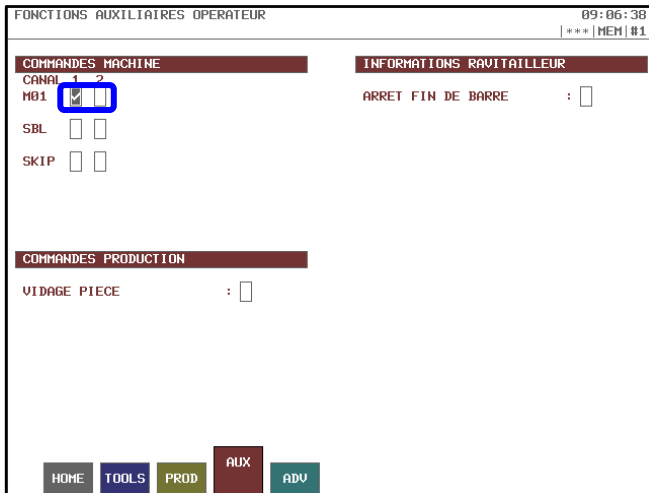 FONCTIONS AUXILIAIRES OPERATEUR 09:06:38
|***|MEM|#1
COMMANDES MACHINE
CANAL 1 2
M01
SBL
SKIP
INFORMATIONS RAVITAILLEUR
ARRET FIN DE BARRE :
COMMANDES PRODUCTION
VIDAGE PIECE :
HOME TOOLS PROD AUX ADV